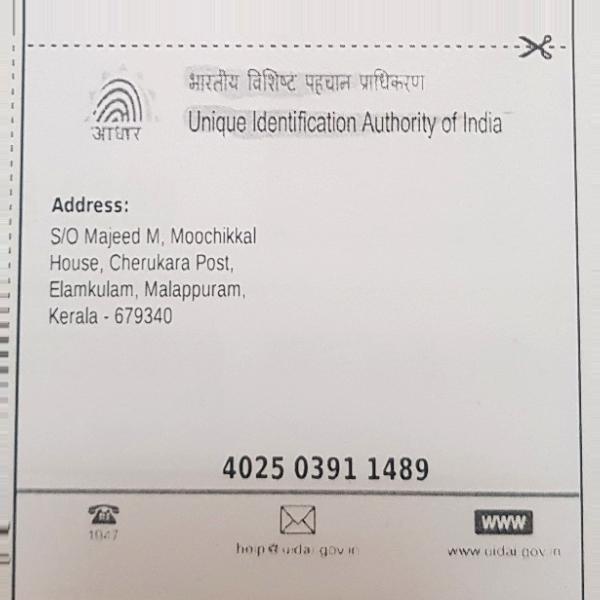 भारतीय विशिष्ट पहचान प्राधिकरण
आधार
Unique Identification Authority of India
Address:
S/O Majeed M, Moochikkal
House, Cherukara Post,
Elamkulam, Malappuram,
Kerala - 679340
4025 0391 1489
1947
WWW
help@uidai.gov.in
www.uidai.gov.in